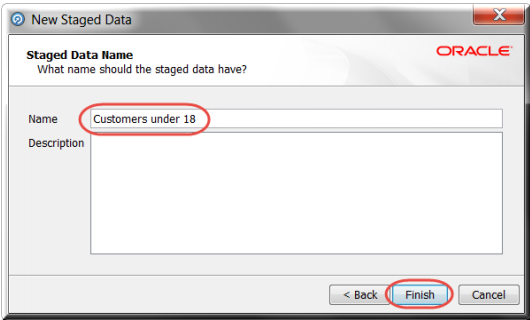 New Staged Data
Staged Data Name
What name should the staged data have?
ORACLE
Name
Customers under 18
Description
< Back
Finish
Cancel